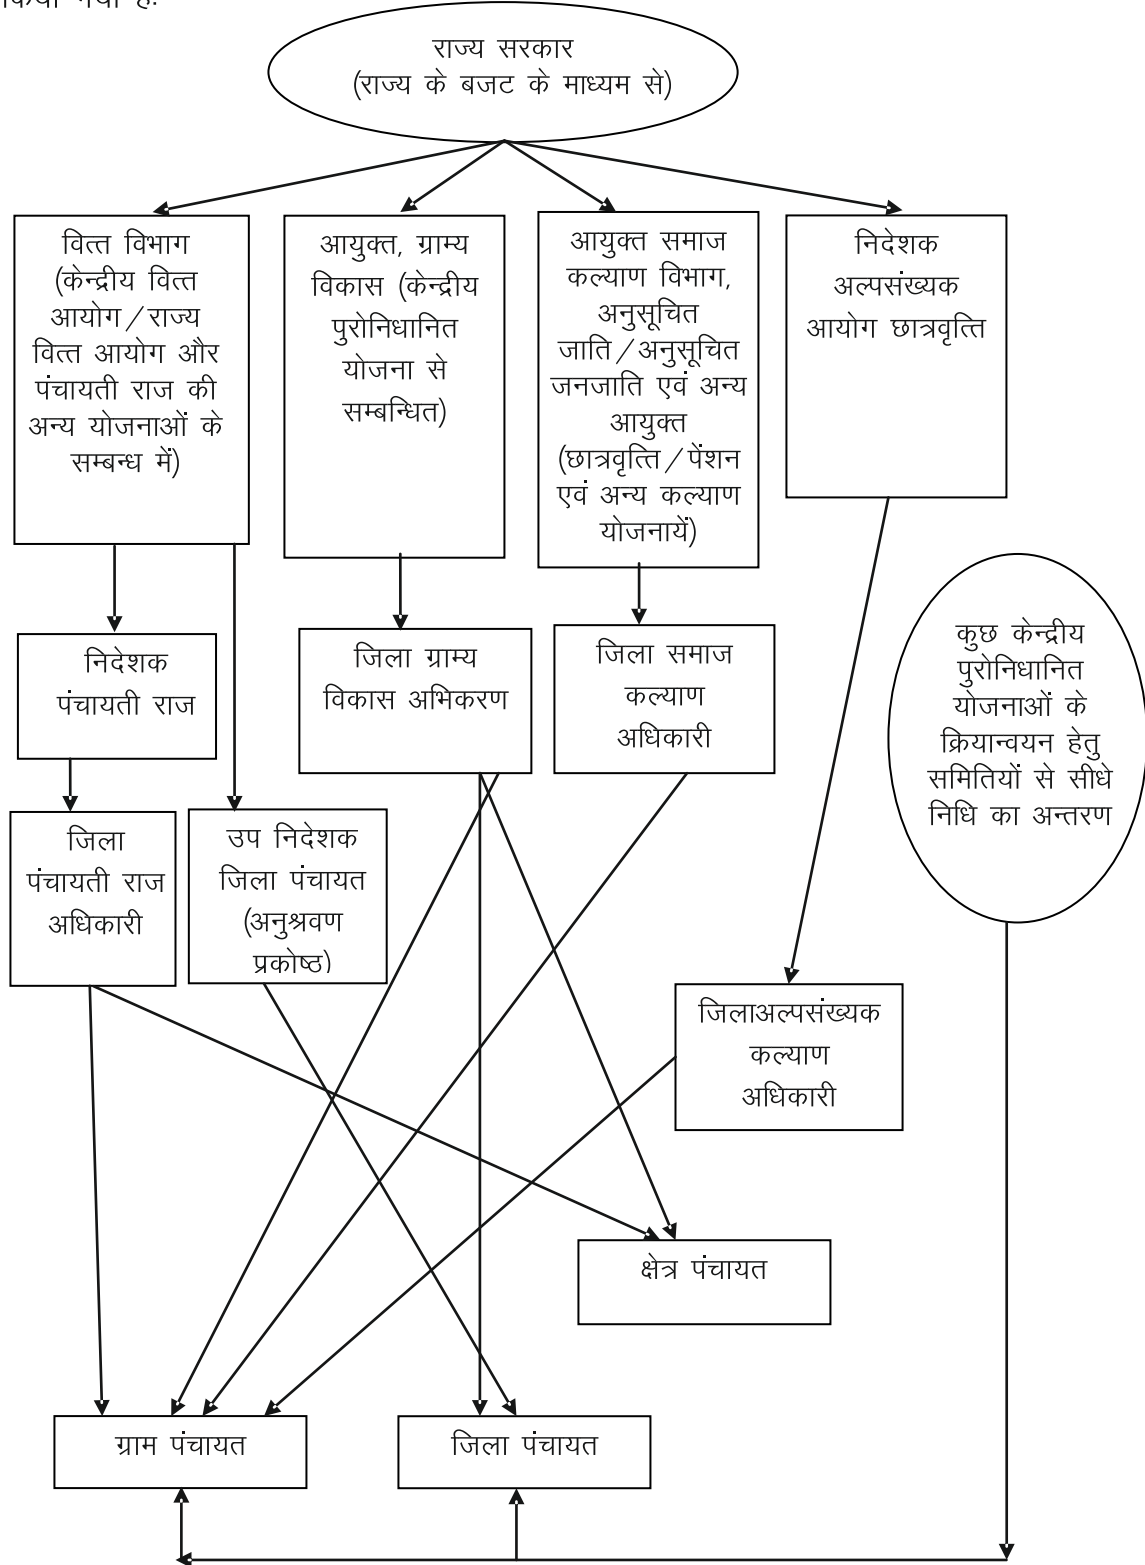 किया गया है:
राज्य सरकार
(राज्य के बजट के माध्यम से)
वित्त विभाग
(केन्द्रीय वित्त
आयोग/राज्य
वित्त आयोग और
पंचायती राज की
अन्य योजनाओं के
सम्बन्ध में)
आयुक्त, ग्राम्य
विकास (केन्द्रीय
पुरोनिधानित
योजना से
सम्बन्धित)
आयुक्त समाज
कल्याण विभाग,
अनुसूचित
जाति/अनुसूचित
जनजाति एवं अन्य
आयुक्त
(छात्रवृत्ति/पेंशन
एवं अन्य कल्याण
योजनायें)
निदेशक
अल्पसंख्यक
आयोग छात्रवृत्ति
निदेशक
पंचायती राज
जिला ग्राम्य
विकास अभिकरण
जिला समाज
कल्याण
अधिकारी
कुछ केन्द्रीय
पुरोनिधानित
योजनाओं के
क्रियान्वयन हेतु
समितियों से सीधे
निधि का अन्तरण
जिला
पंचायती राज
अधिकारी
उप निदेशक
जिला पंचायत
(अनुश्रवण
प्रकोष्ठ)
जिलाअल्पसंख्यक
कल्याण
अधिकारी
क्षेत्र पंचायत
ग्राम पंचायत
जिला पंचायत